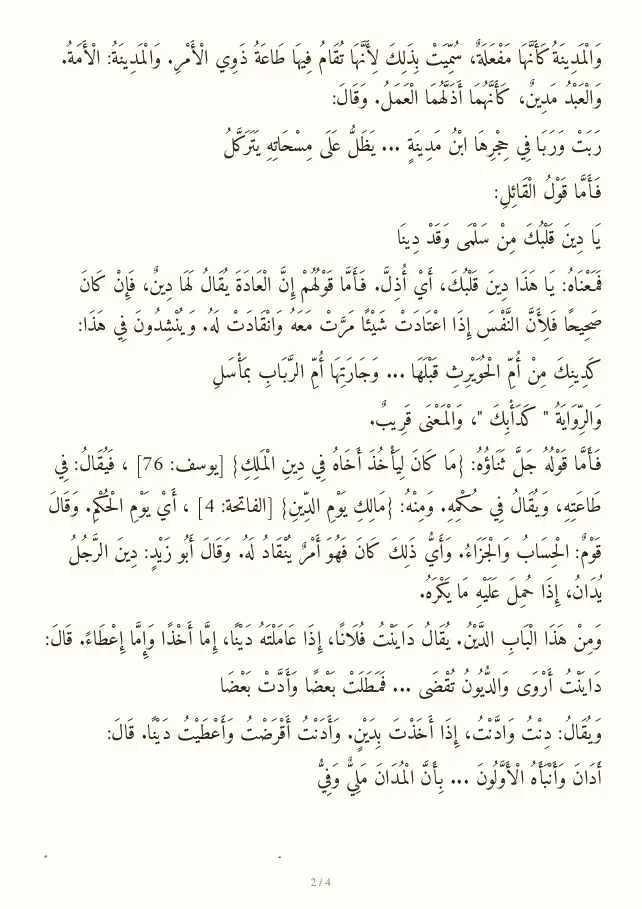 وَالْمَدِينَةُ كَأَنَّهَا مَفْعَلَةٌ، سُمِّيَتْ بِذَلِكَ لِأَنَّهَا تُقَامُ فِيهَا طَاعَةُ ذَوِي الْأَمْرِ. وَالْمَدِينَةُ: الْأَمَةُ.
وَالْعَبْدُ مَدِينٌ، كَأَنَّهُمَا أَذَلَّهُمَا الْعَمَلُ. وَقَالَ:
رَبَتْ وَرَبَا فِي حِجْرِهَا ابْنُ مَدِينَةٍ ... يَظَلُّ عَلَى مِسْحَاتِهِ يَتَرَكَّلُ
فَأَمَّا قَوْلُ الْقَائِلِ:
يَا دِينَ قَلْبُكَ مِنْ سَلْمَى وَقَدْ دِينَا
فَمَعْنَاهُ: يَا هَذَا دِينَ قَلْبُكَ، أَيْ أُذِلَّ. فَأَمَّا قَوْلُهُمْ إِنَّ الْعَادَةَ يُقَالُ لَهَا دِينٌ، فَإِنْ كَانَ
صَحِيحًا فَلِأَنَّ النَّفْسَ إِذَا اعْتَادَتْ شَيْئًا مَرَّتْ مَعَهُ وَانْقَادَتْ لَهُ. وَيُنْشِدُونَ فِي هَذَا:
كَدِينِكَ مِنْ أُمِّ الْحُوَيْرِثِ قَبْلَهَا ... وَجَارَتِهَا أُمِّ الرَّبَابِ بِمَأْسَلِ
وَالرِّوَايَةُ " كَدَأْبِكَ "، وَالْمَعْنَى قَرِيبٌ.
فَأَمَّا قَوْلُهُ جَلَّ ثَنَاؤُهُ: {مَا كَانَ لِيَأْخُذَ أَخَاهُ فِي دِينِ الْمَلِكِ} [يوسف: 76] ، فَيُقَالُ: فِي
طَاعَتِهِ، وَيُقَالُ فِي حُكْمِهِ. وَمِنْهُ: {مَالِكِ يَوْمِ الدِّينِ} [الفاتحة: 4] ، أَيْ يَوْمِ الْحُكْمِ. وَقَالَ
قَوْمٌ: الْحِسَابُ وَالْجَزَاءُ. وَأَيُّ ذَلِكَ كَانَ فَهُوَ أَمْرٌ يُنْقَادُ لَهُ. وَقَالَ أَبُو زَيْدٍ: دِينَ الرَّجُلُ
يُدَانُ، إِذَا حُمِلَ عَلَيْهِ مَا يَكْرَهُ.
وَمِنْ هَذَا الْبَابِ الدَّيْنُ. يُقَالُ دَايَنْتُ فُلَانًا، إِذَا عَامَلْتَهُ دَيْنًا، إِمَّا أَخْذًا وَإِمَّا إِعْطَاءً. قَالَ:
دَايَنْتُ أَرْوَى وَالدُّيُونُ تُقْضَى ... فَمَطَلَتْ بَعْضًا وَأَدَّتْ بَعْضَا
وَيُقَالُ: دِنْتُ وَادَّنْتُ، إِذَا أَخَذْتَ بِدَيْنٍ. وَأَدَنْتُ أَقْرَضْتُ وَأَعْطَيْتُ دَيْنًا. قَالَ:
أَدَانَ وَأَنْبَأَهُ الْأَوَّلُونَ ... بِأَنَّ الْمُدَانَ مَلِيٌّ وَفِيُّ
2 / 4